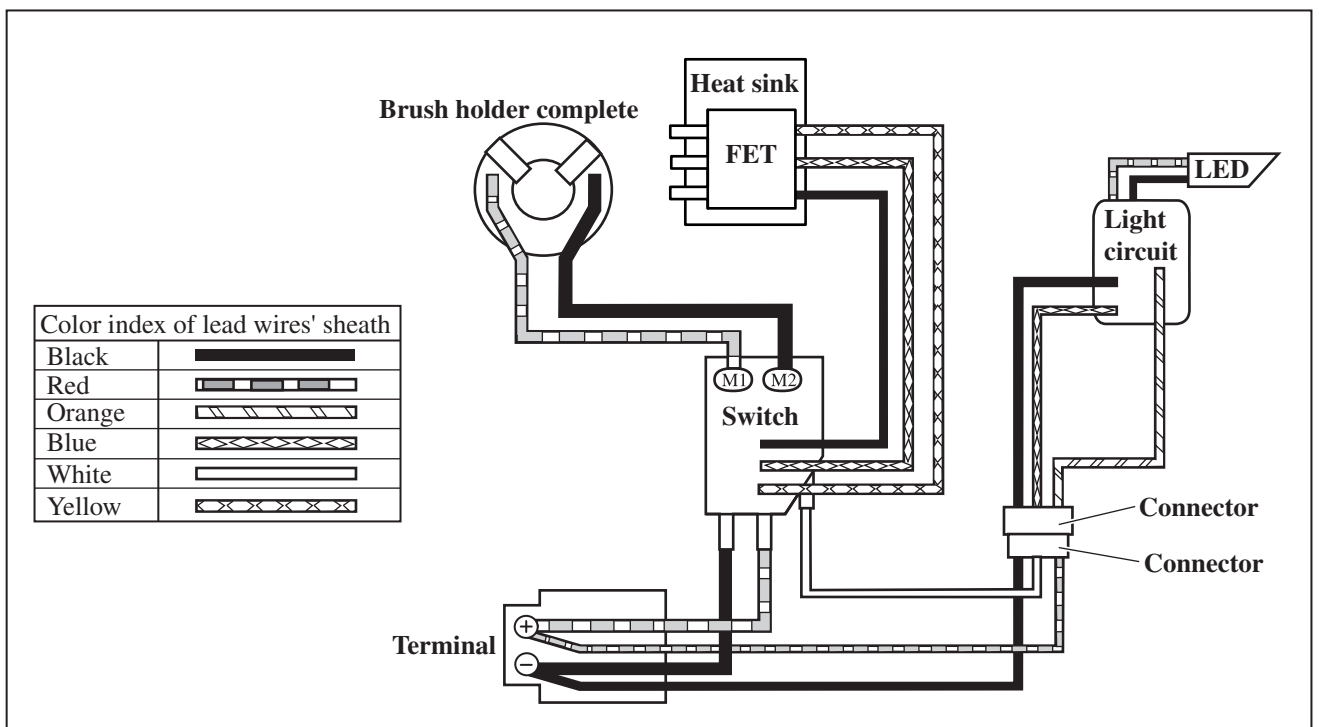 Heat sink
Brush holder complete
FET
LED
Light
circuit
Color index of lead wires' sheath
Black
Red
Orange
Blue
White
Yellow
M1
M2
Switch
Connector
Connector
Terminal
+
−